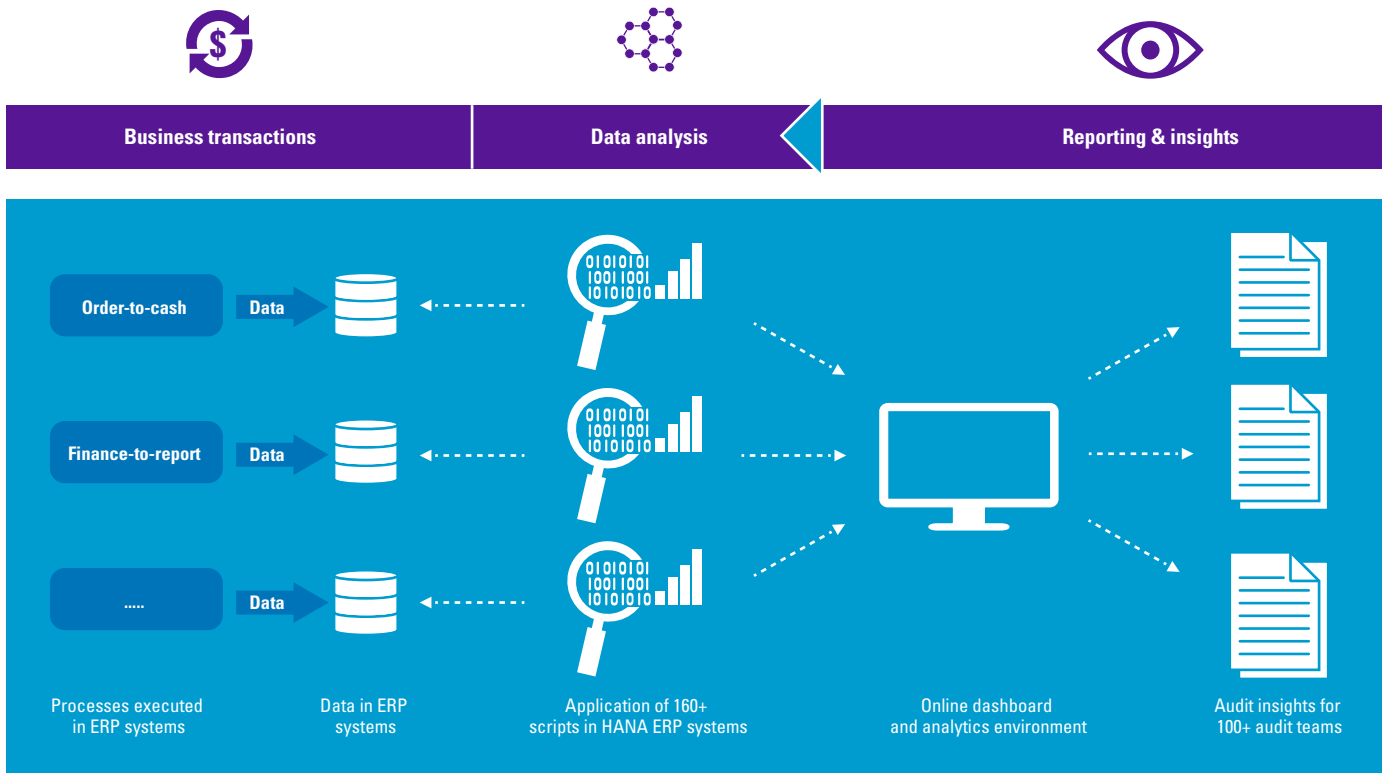 $
Business transactions
Data analysis
Reporting & insights
01010101
10011001
10101010
Order-to-cash
Data
01010101
10011001
10101010
Finance-to-report
Data
01010101
10011001
10101010
.....
Data
Processes executed
in ERP systems
Data in ERP
systems
Application of 160+
scripts in HANA ERP systems
Online dashboard
and analytics environment
Audit insights for
100+ audit teams